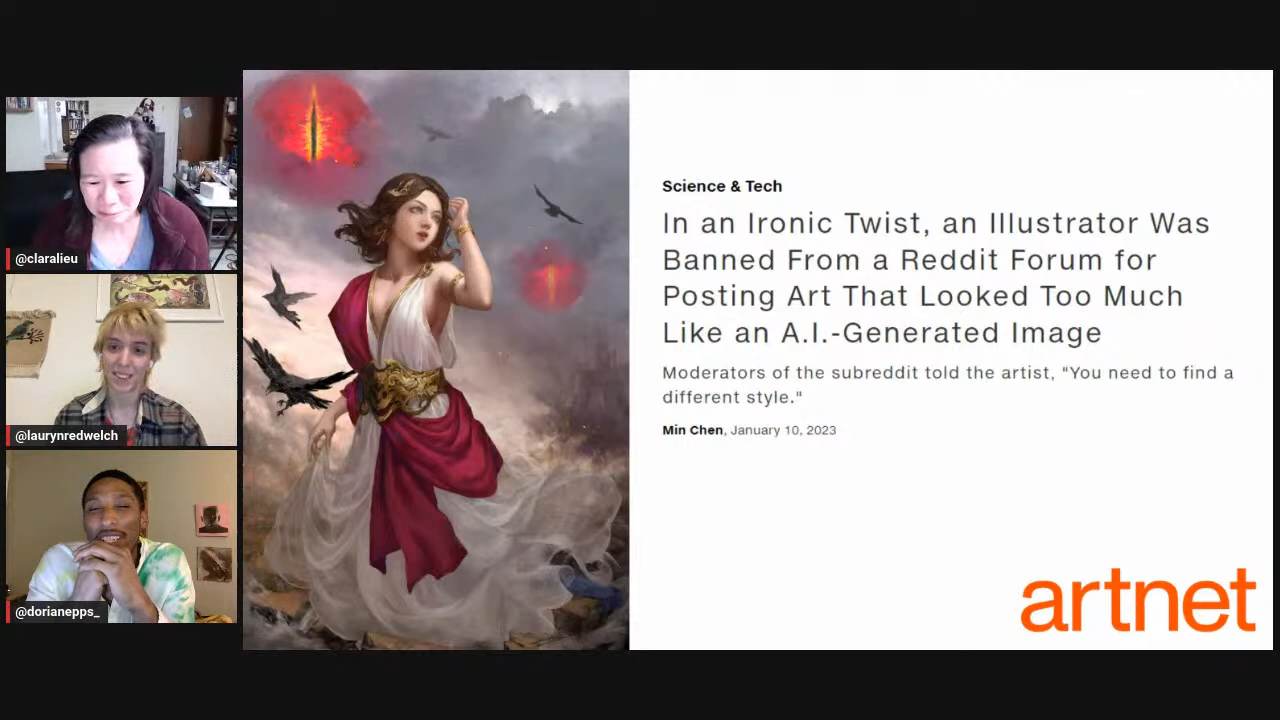 @claralieu
@laurynredwelch
@dorianepps_
Science & Tech
In an Ironic Twist, an Illustrator Was
Banned From a Reddit Forum for
Posting Art That Looked Too Much
Like an A.I.-Generated Image
Moderators of the subreddit told the artist, "You need to find a
different style."
Min Chen, January 10, 2023
artnet